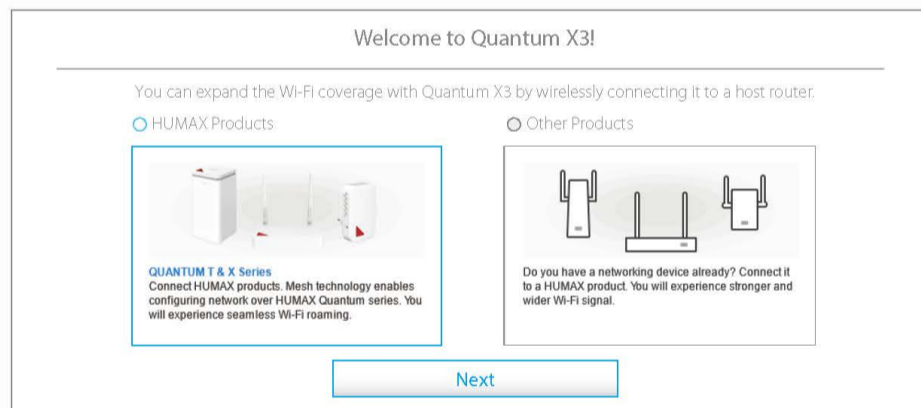 Welcome to Quantum X3!
You can expand the Wi-Fi coverage with Quantum X3 by wirelessly connecting it to a host router.
HUMAX Products
Other Products
QUANTUM T & X Series
Connect HUMAX products. Mesh technology enables
configuring network over HUMAX Quantum series. You
will experience seamless Wi-Fi roaming.
Do you have a networking device already? Connect it
to a HUMAX product. You will experience stronger and
wider Wi-Fi signal.
Next